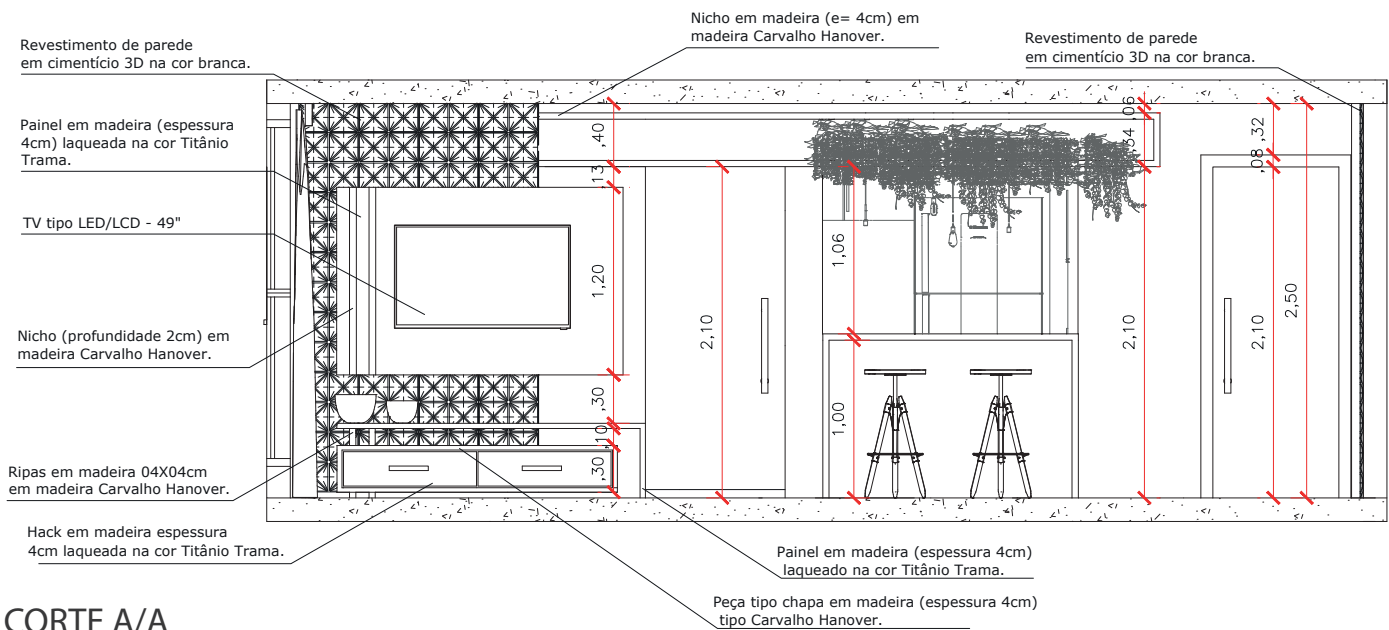 Nicho em madeira (e= 4cm) em
madeira Carvalho Hanover.
Revestimento de parede
em cimentício 3D na cor branca.
Revestimento de parede
em cimentício 3D na cor branca.
Painel em madeira (espessura
4cm) laqueada na cor Titânio
Trama.
TV tipo LED/LCD - 49"
Nicho (profundidade 2cm) em
madeira Carvalho Hanover.
Ripas em madeira 04X04cm
em madeira Carvalho Hanover.
Hack em madeira espessura
4cm laqueada na cor Titânio Trama.
,40
,13
1,20
,30
,10
,30
2,10
1,06
1,00
,06
,34
2,10
,32
,08
2,10
2,50
Painel em madeira (espessura 4cm)
laqueado na cor Titânio Trama.
Peça tipo chapa em madeira (espessura 4cm)
tipo Carvalho Hanover.
CORTE A/A